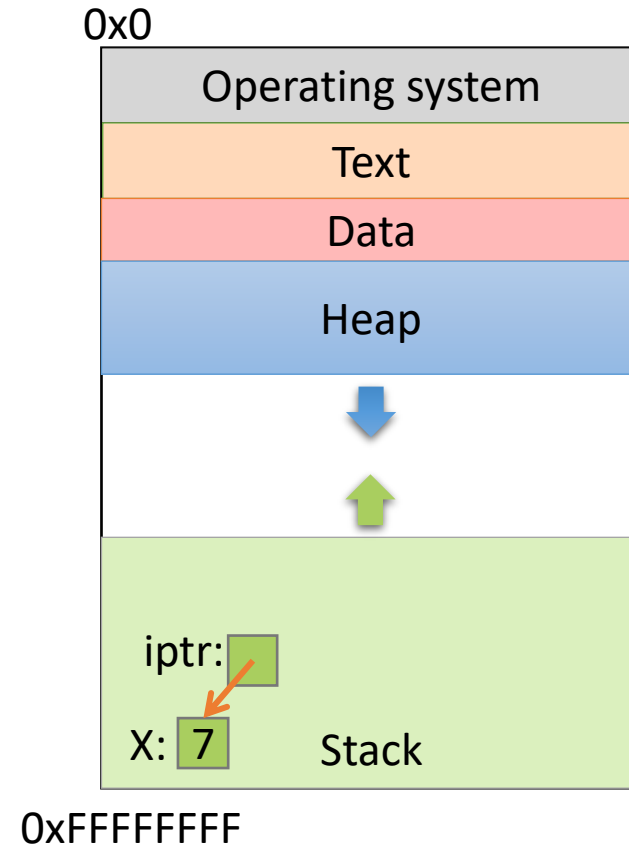 0x0
Operating system
Text
Data
Heap
iptr:
X: 7
Stack
0xFFFFFFFF